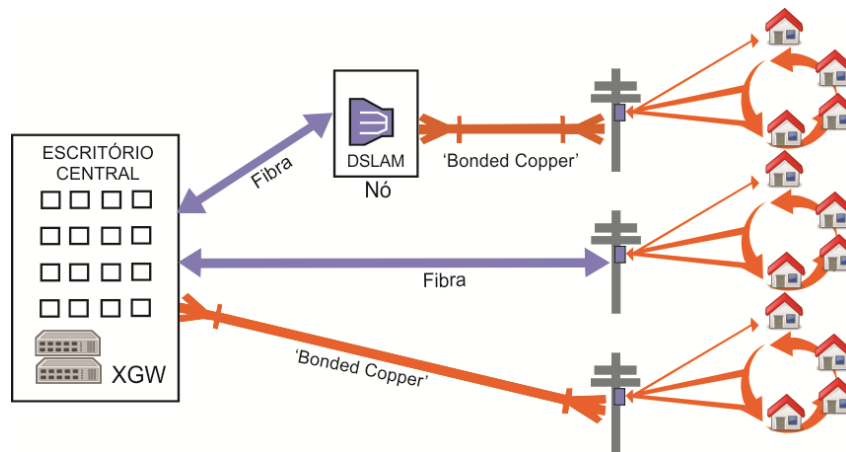 ESCRITÓRIO
CENTRAL
XGW
Fibra
DSLAM
Nó
'Bonded Copper'
Fibra
'Bonded Copper'